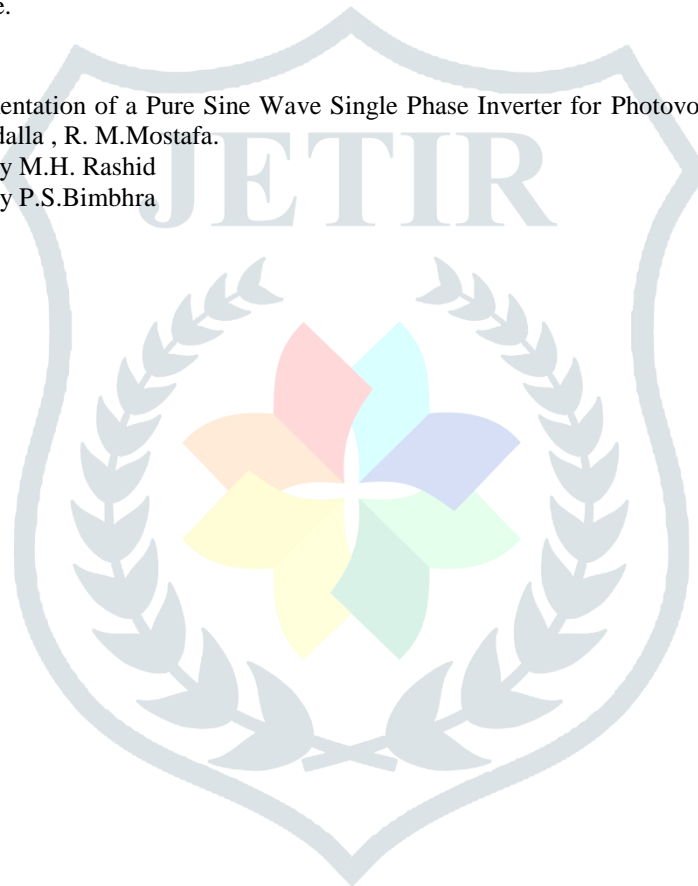 e.
entation of a Pure Sine Wave Single Phase Inverter for Photovo
dalla , R. M.Mostafa.
y M.H. Rashid
y P.S.Bimbhra
JETIR